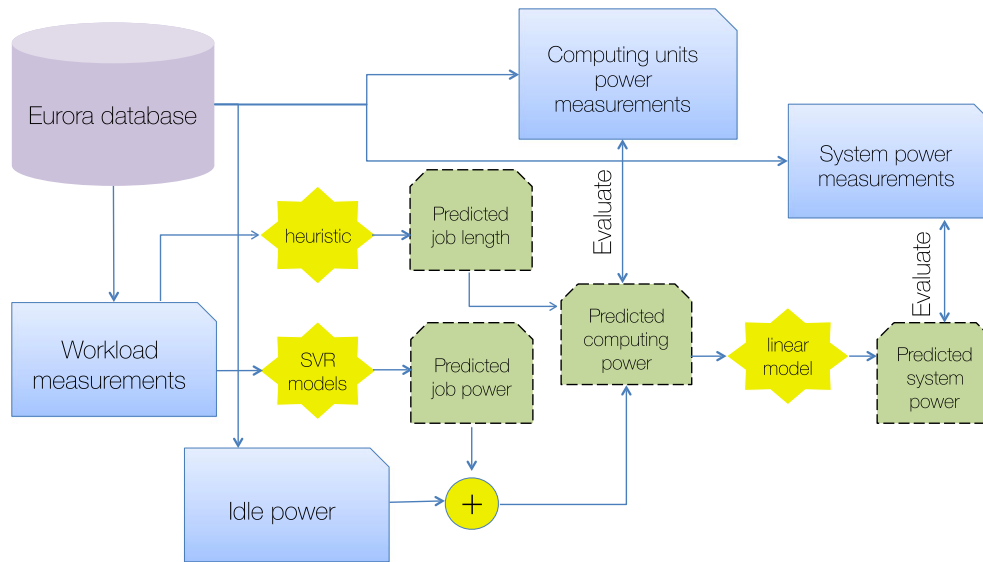 Eurora database
Computing units
power
measurements
System power
measurements
Evaluate
Evaluate
heuristic
Predicted
job length
Workload
measurements
SVR
models
Predicted
job power
Predicted
computing
power
linear
model
Predicted
system
power
Idle power
+